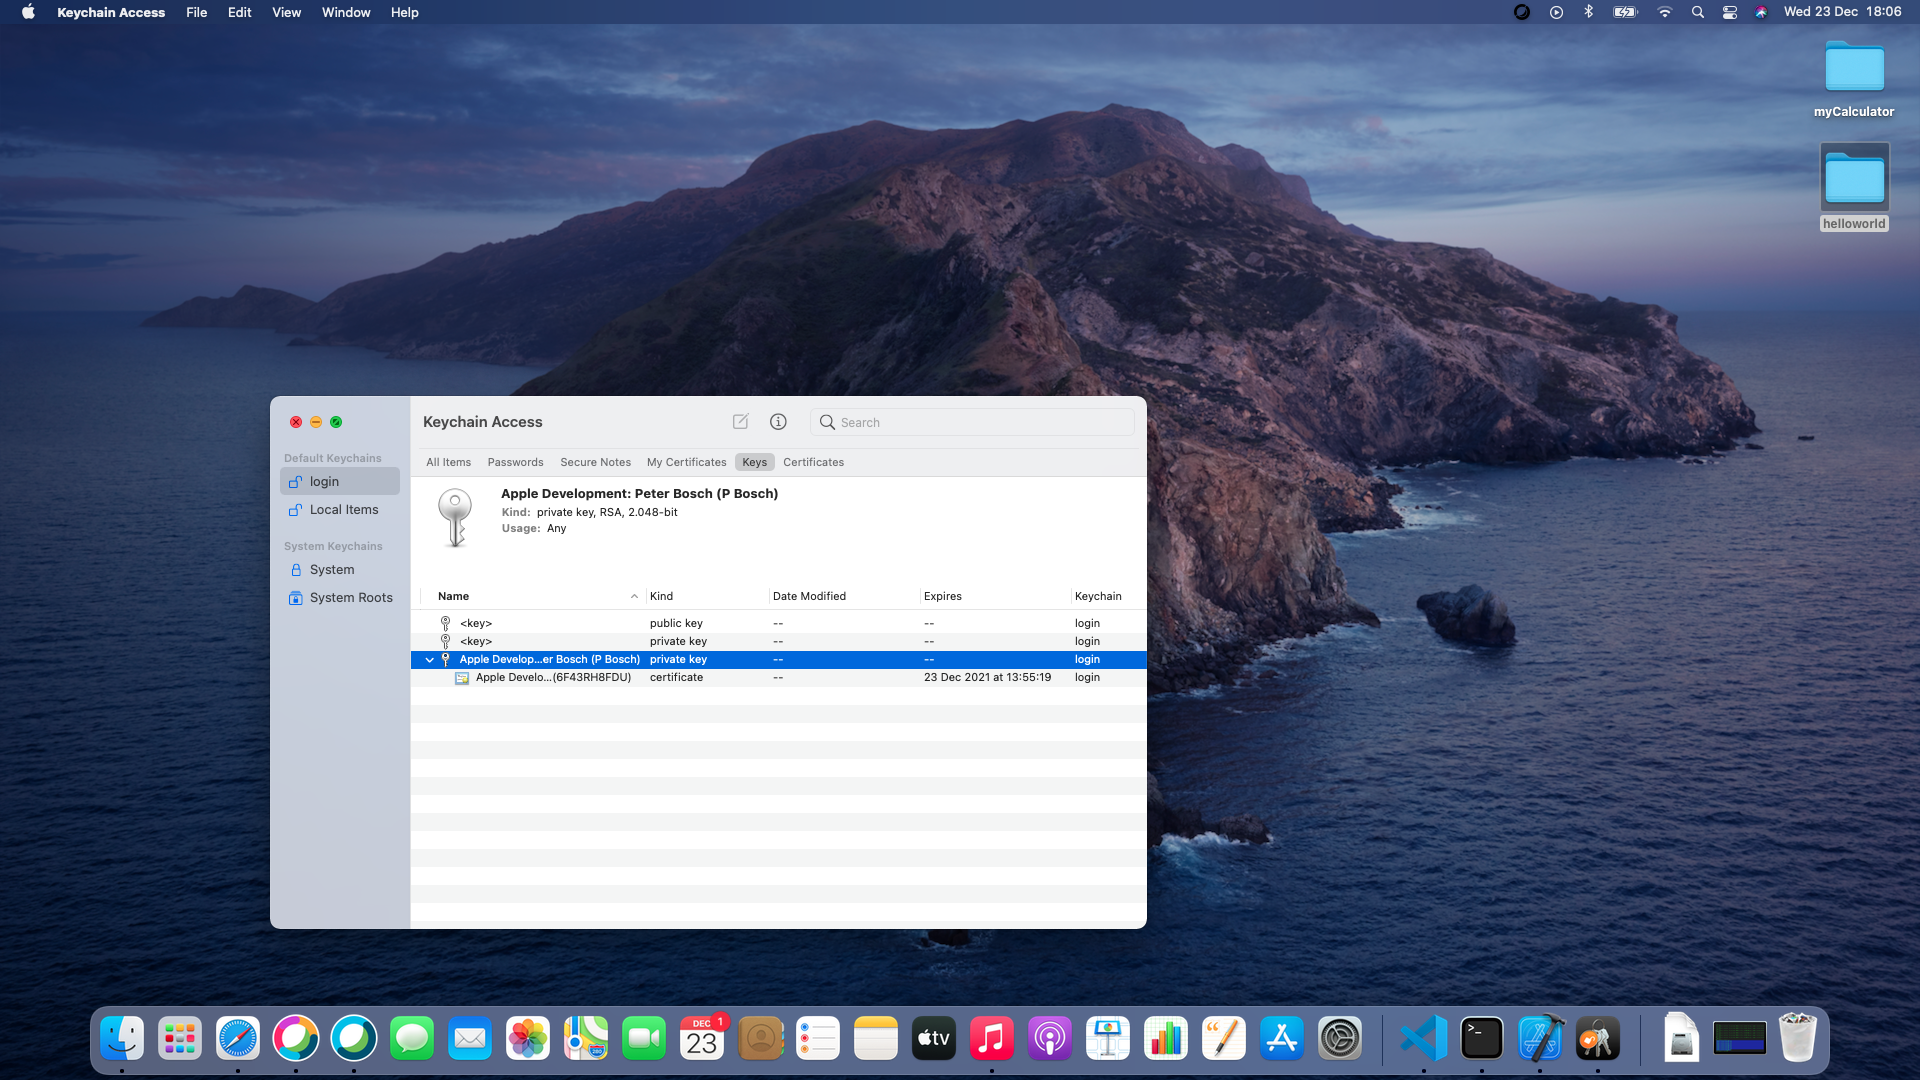 Keychain Access File Edit View Window Help Wed 23 Dec 18:06
myCalculator
helloworld
Keychain Access
Search
Default Keychains
login
Local Items
System Keychains
System
System Roots
All Items Passwords Secure Notes My Certificates Keys Certificates
Apple Development: Peter Bosch (P Bosch)
Kind: private key, RSA, 2.048-bit
Usage: Any
Name Kind Date Modified Expires Keychain
<key> public key -- -- login
<key> private key -- -- login
Apple Develop...er Bosch (P Bosch) private key -- -- login
Apple Develo...(6F43RH8FDU) certificate -- 23 Dec 2021 at 13:55:19 login
DEC 1
23
tv
>_